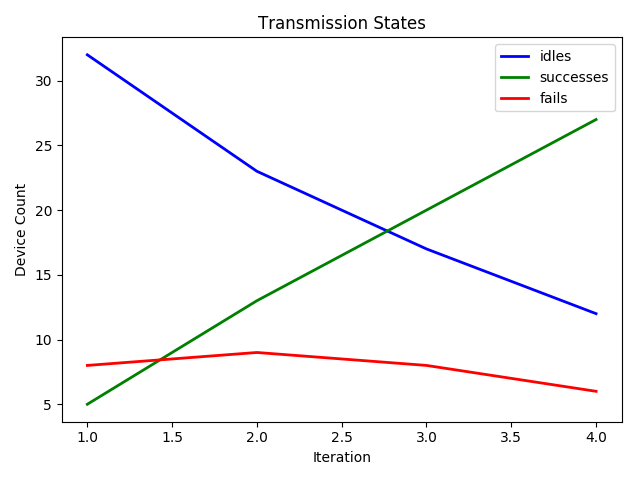 Transmission States
idles
successes
fails
Device Count
30
25
20
15
10
5
1.0 1.5 2.0 2.5 3.0 3.5 4.0
Iteration